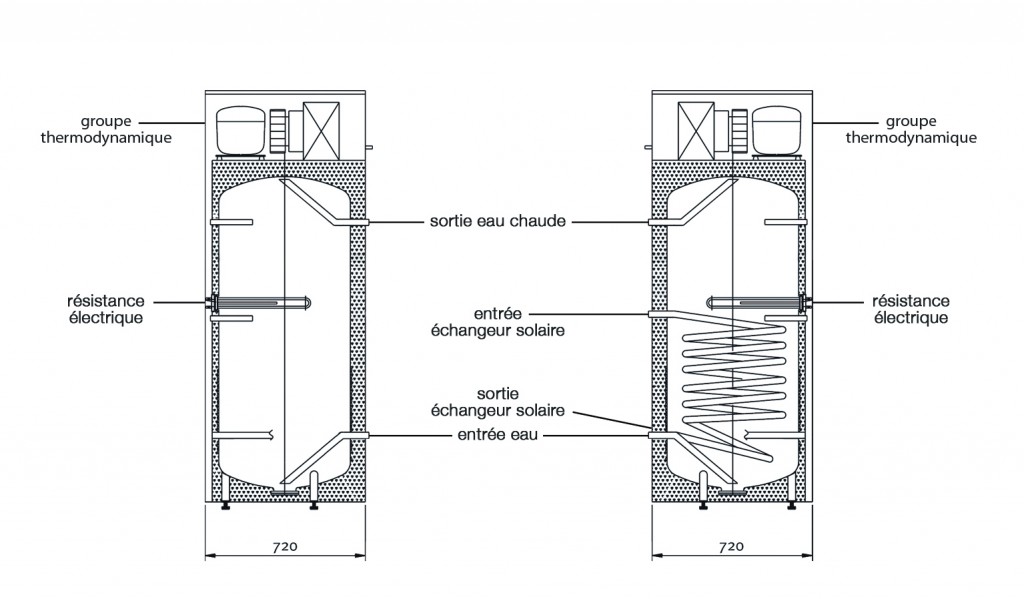 groupe
thermodynamique
groupe
thermodynamique
sortie eau chaude
résistance
électrique
entrée
échangeur solaire
résistance
électrique
sortie
échangeur solaire
entrée eau
720
720